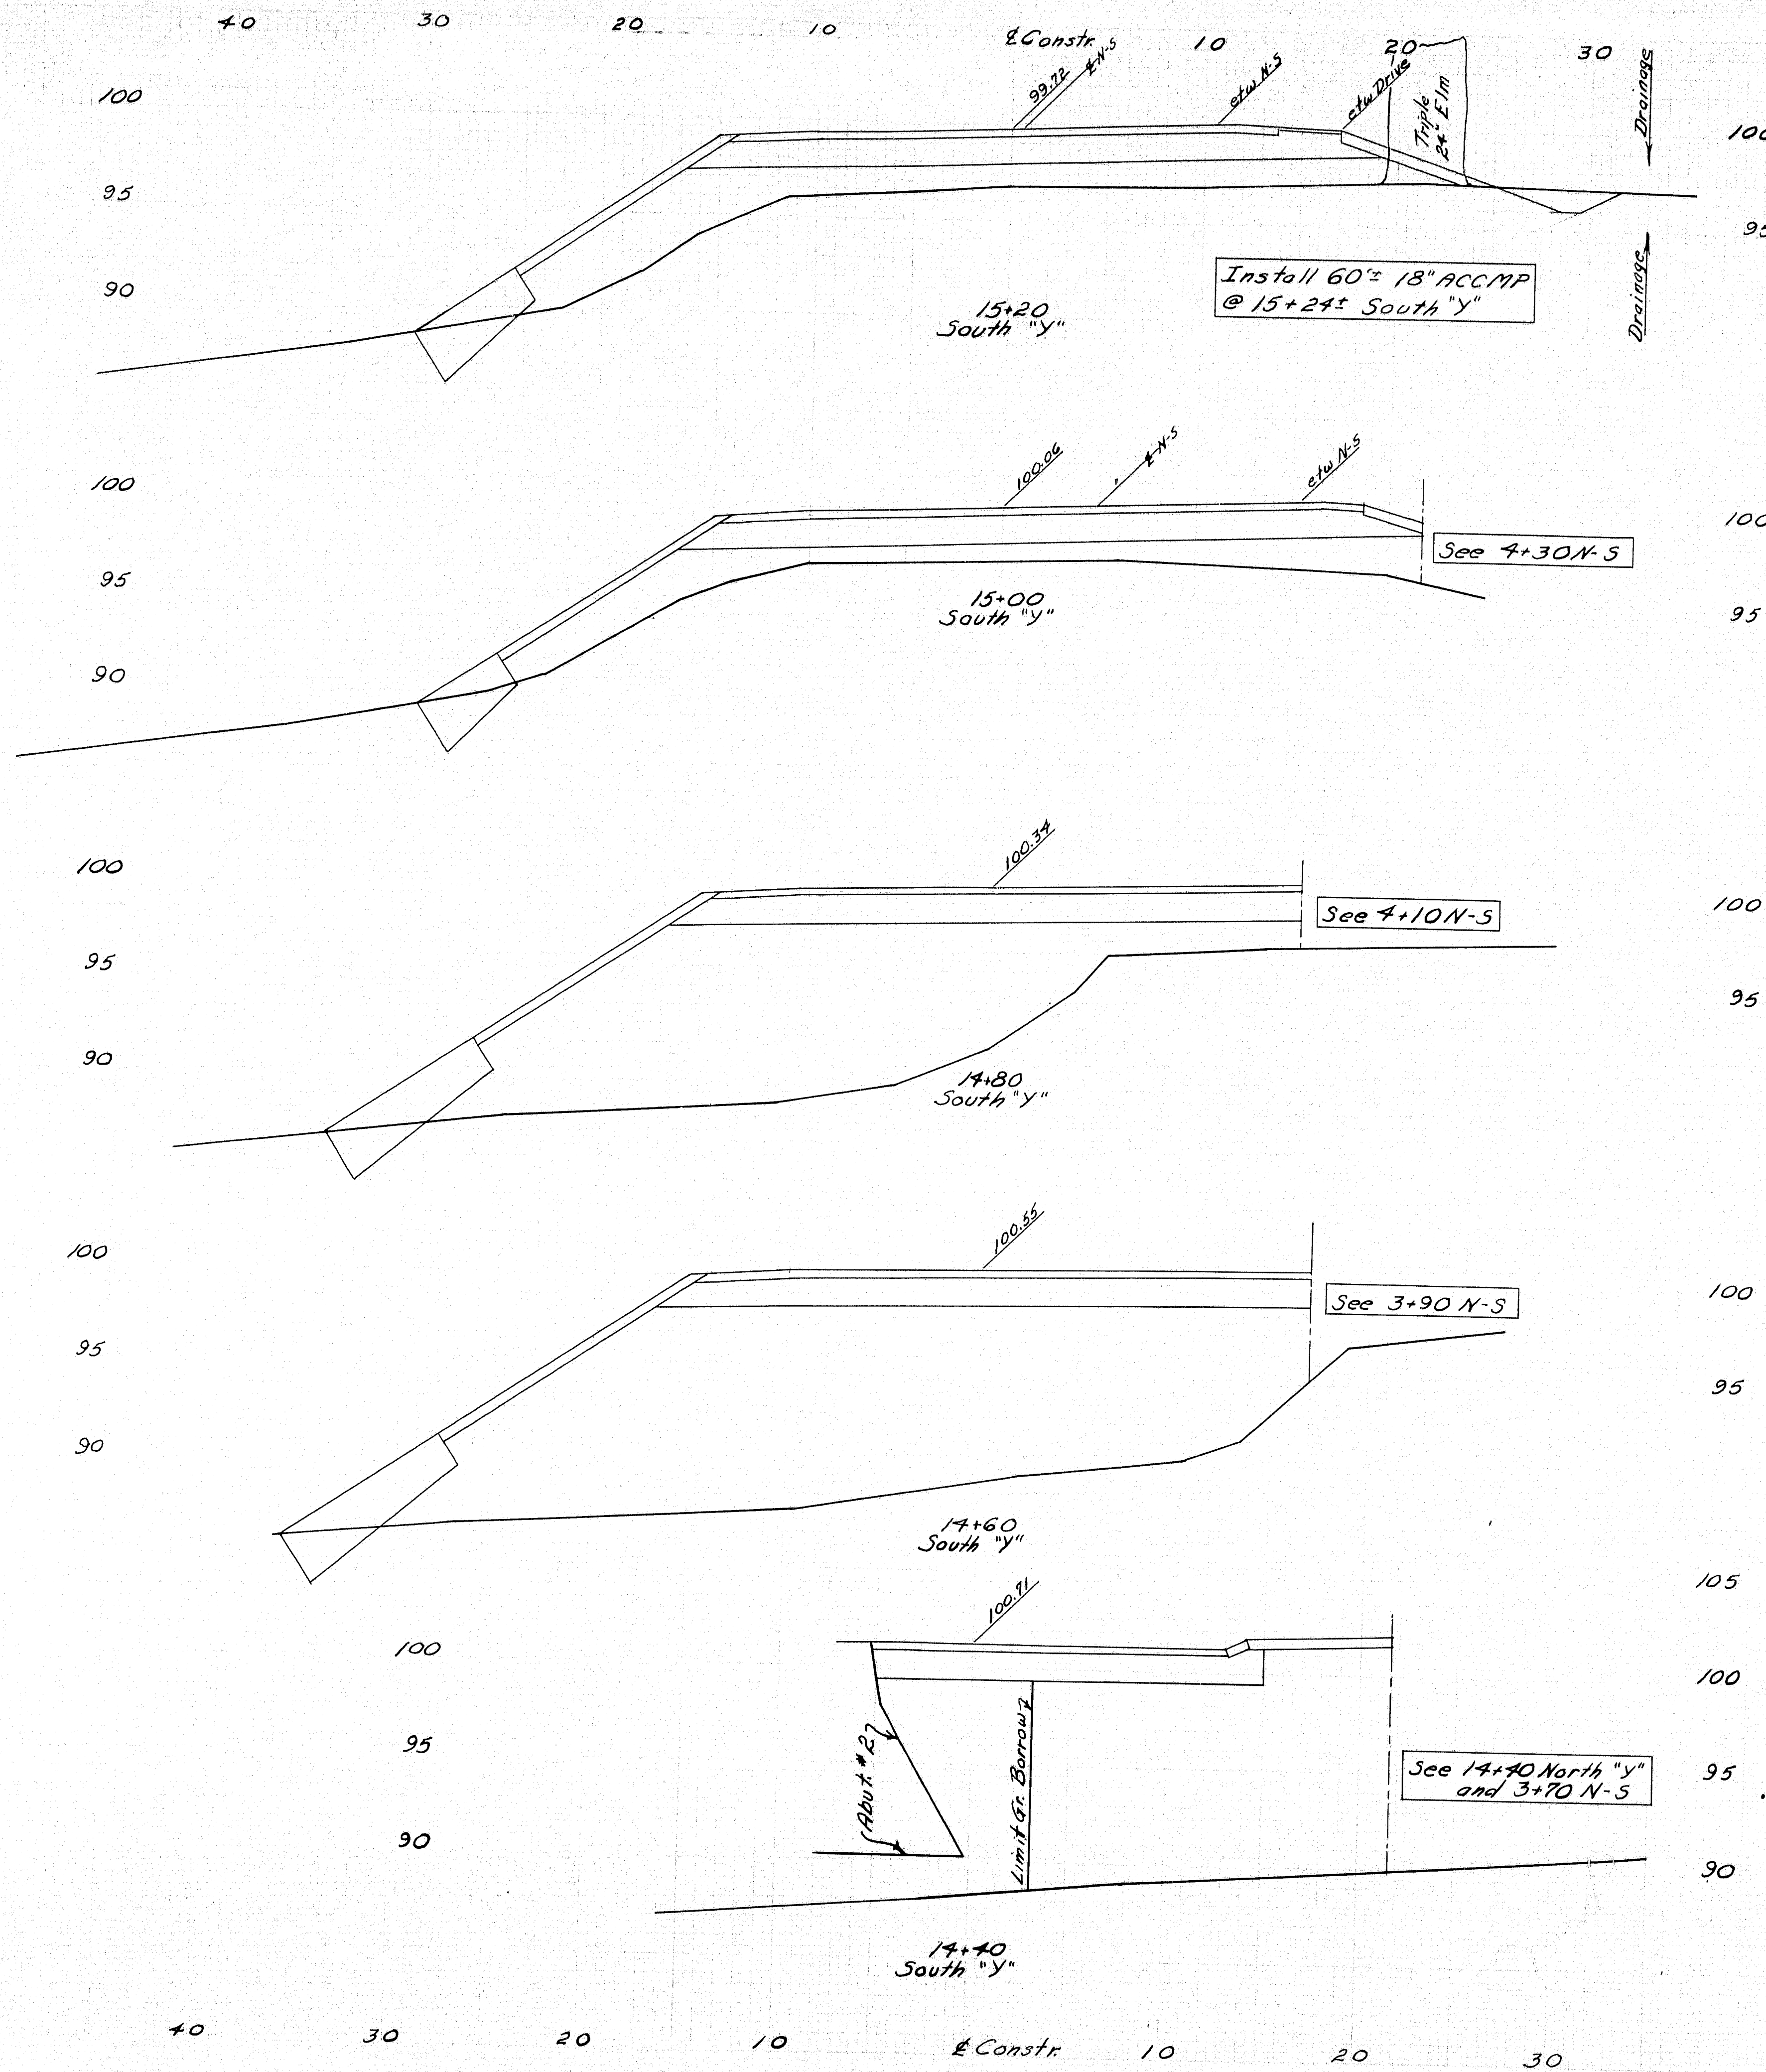 40 30 20 10 ℄ Constr. 10 20 30
99.72
℄ N-S
etw N-S
etw Drive
Triple
24" Elm
Drainage
100 100
95 95
90
Drainage
Install 60'± 18" ACCMP
@ 15+24± South "Y"
15+20
South "Y"
100.06
℄ N-S
etw N-S
100 100
See 4+30 N-S
95 95
15+00
South "Y"
90
100.34
100 100
See 4+10 N-S
95 95
90
14+80
South "Y"
100.55
100 100
See 3+90 N-S
95 95
90
14+60
South "Y"
105
100.71
100 100
Abut. #2
Limit Gr. Borrow
95 95
See 14+40 North "Y"
and 3+70 N-S
90 90
14+40
South "Y"
40 30 20 10 ℄ Constr. 10 20 30